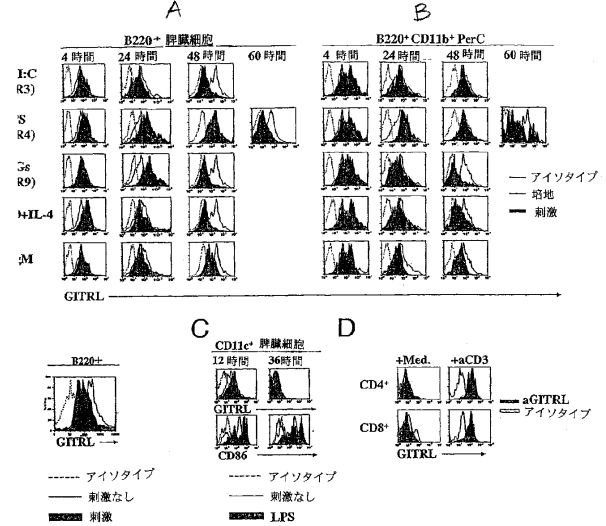 A
B
B220+ 脾臓細胞
B220+ CD11b+ PerC
4 時間 24 時間 48 時間 60 時間
4 時間 24 時間 48 時間 60 時間
I:C
R3)
PS
R4)
Gs
R9)
)+IL-4
M
アイソタイプ
培地
刺激
GITRL
C
D
B220+
GITRL
CD11c+ 脾臓細胞
12 時間 36時間
GITRL
CD86
+Med. +aCD3
CD4+
CD8+
GITRL
aGITRL
アイソタイプ
アイソタイプ
刺激なし
刺激
アイソタイプ
刺激なし
LPS